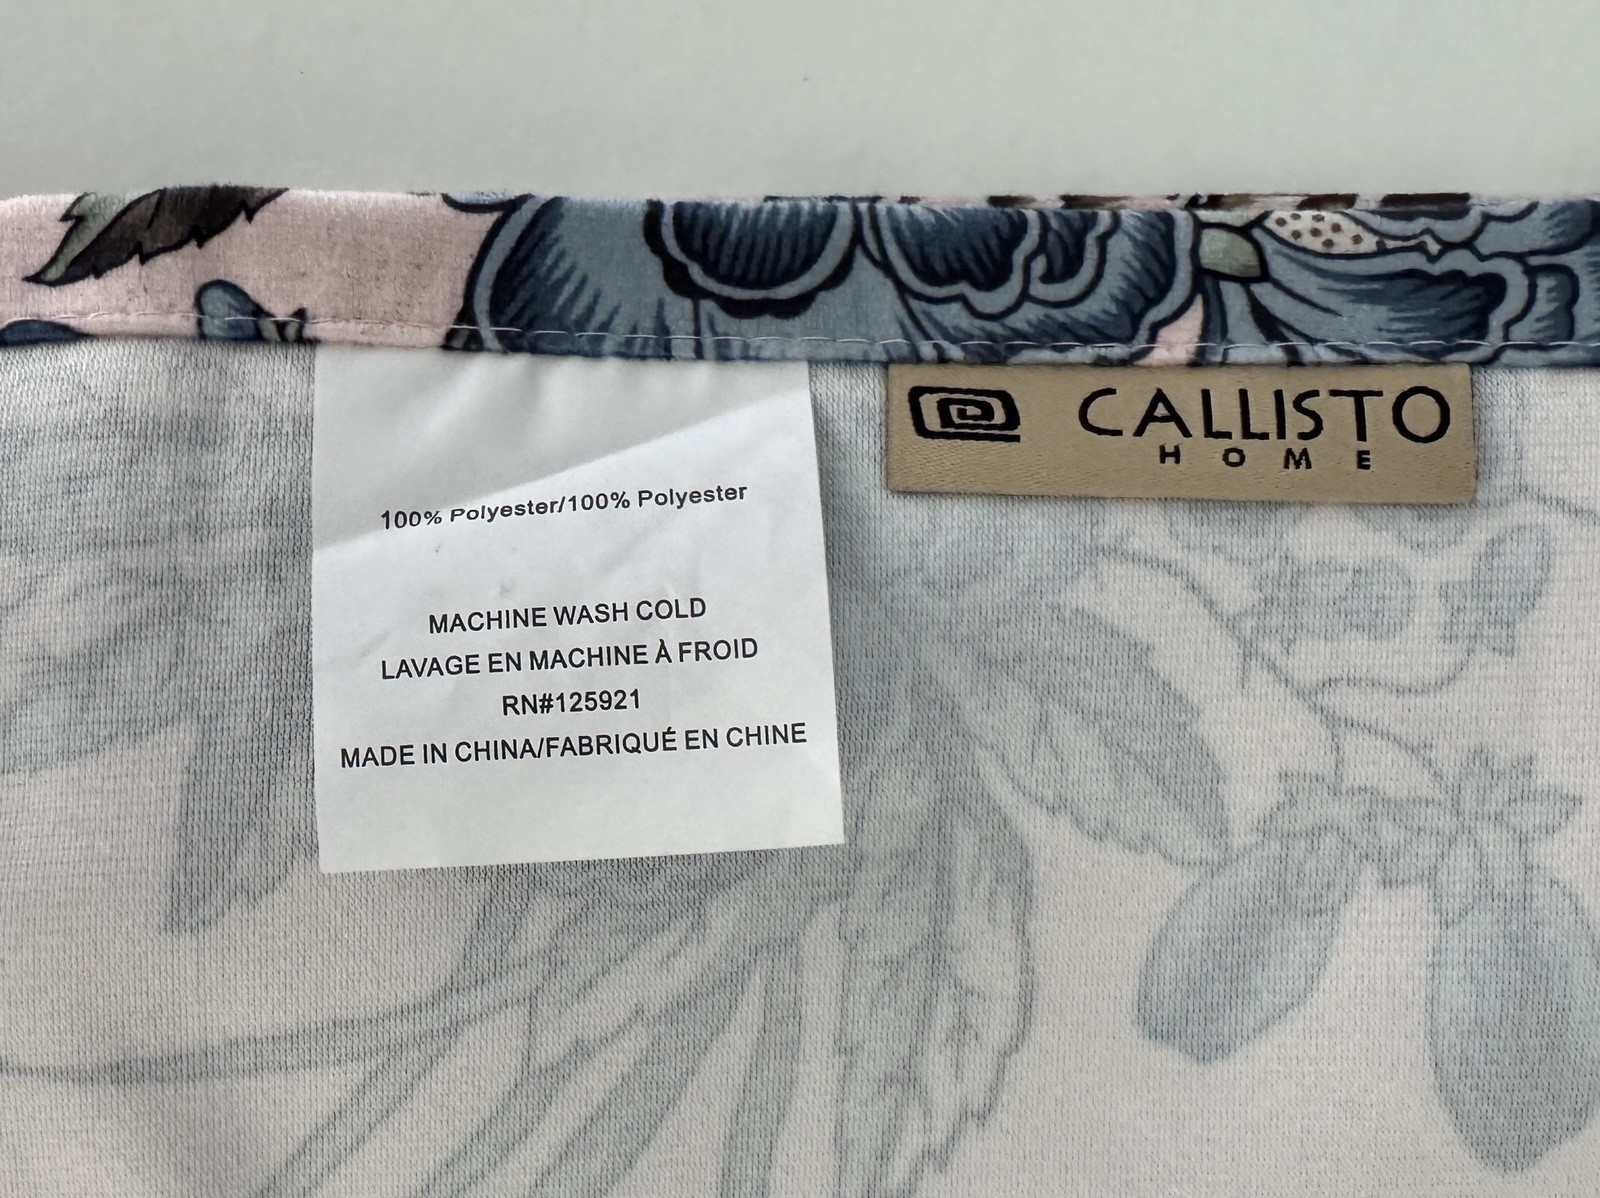 CALLISTO
HOME
100% Polyester/100% Polyester
MACHINE WASH COLD
LAVAGE EN MACHINE À FROID
RN#125921
MADE IN CHINA/FABRIQUÉ EN CHINE